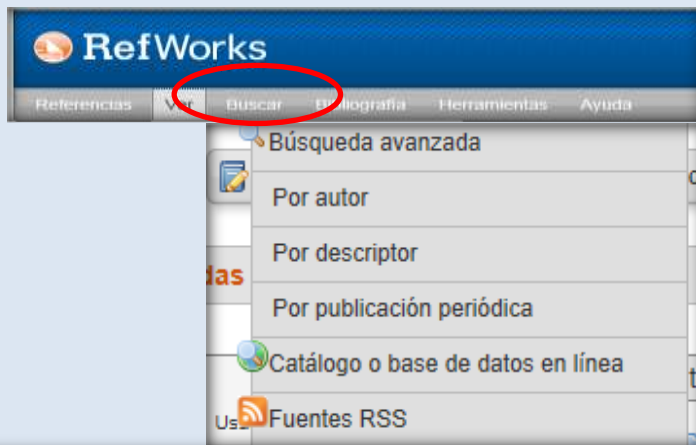 RefWorks
Referencias Ver Buscar Bibliografía Herramientas Ayuda
Búsqueda avanzada
Por autor
Por descriptor
das
Por publicación periódica
Catálogo o base de datos en línea
Fuentes RSS